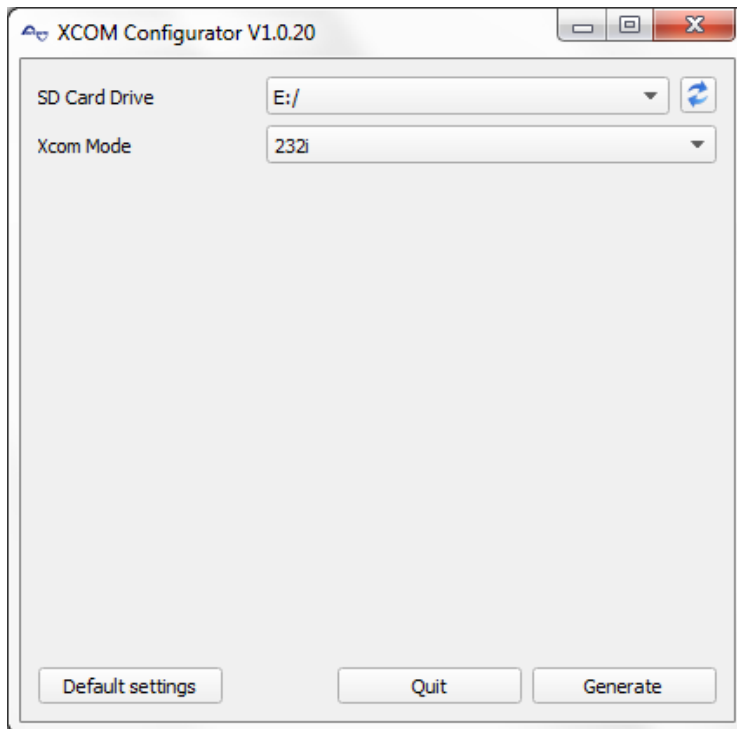 XCOM Configurator V1.0.20
SD Card Drive E:/
Xcom Mode 232i
Default settings Quit Generate